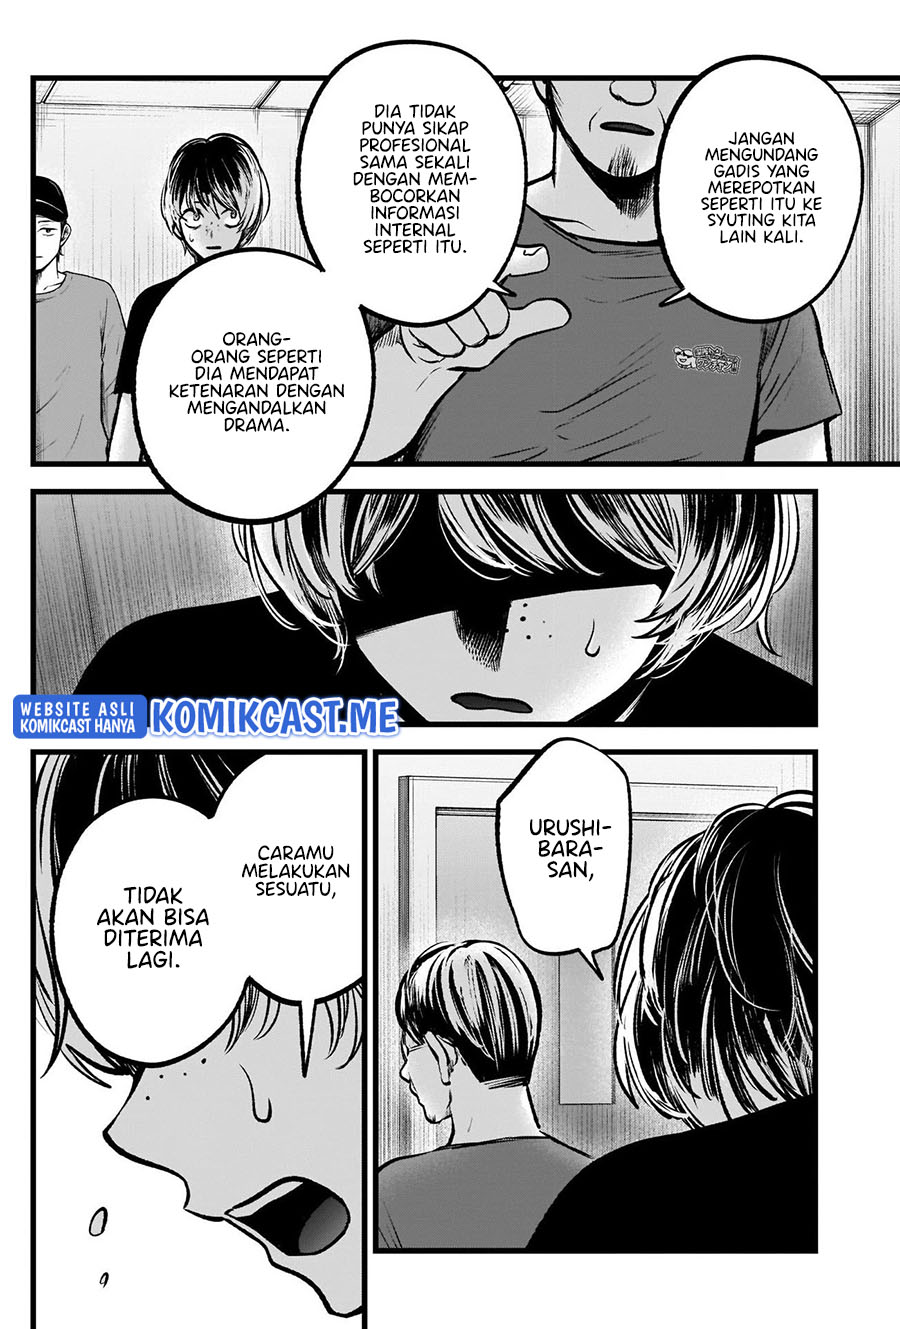 JANGAN
MENGUNDANG
GADIS YANG
MEREPOTKAN
SEPERTI ITU KE
SYUTING KITA
LAIN KALI.
DIA TIDAK
PUNYA SIKAP
PROFESIONAL
SAMA SEKALI
DENGAN MEM-
BOCORKAN
INFORMASI
INTERNAL
SEPERTI ITU.
ORANG-
ORANG SEPERTI
DIA MENDAPAT
KETENARAN DENGAN
MENGANDALKAN
DRAMA.
WEBSITE ASLI
KOMIKCAST HANYA
KOMIKCAST.ME
URUSHI-
BARA-
SAN,
CARAMU
MELAKUKAN
SESUATU,
TIDAK
AKAN BISA
DITERIMA
LAGI.